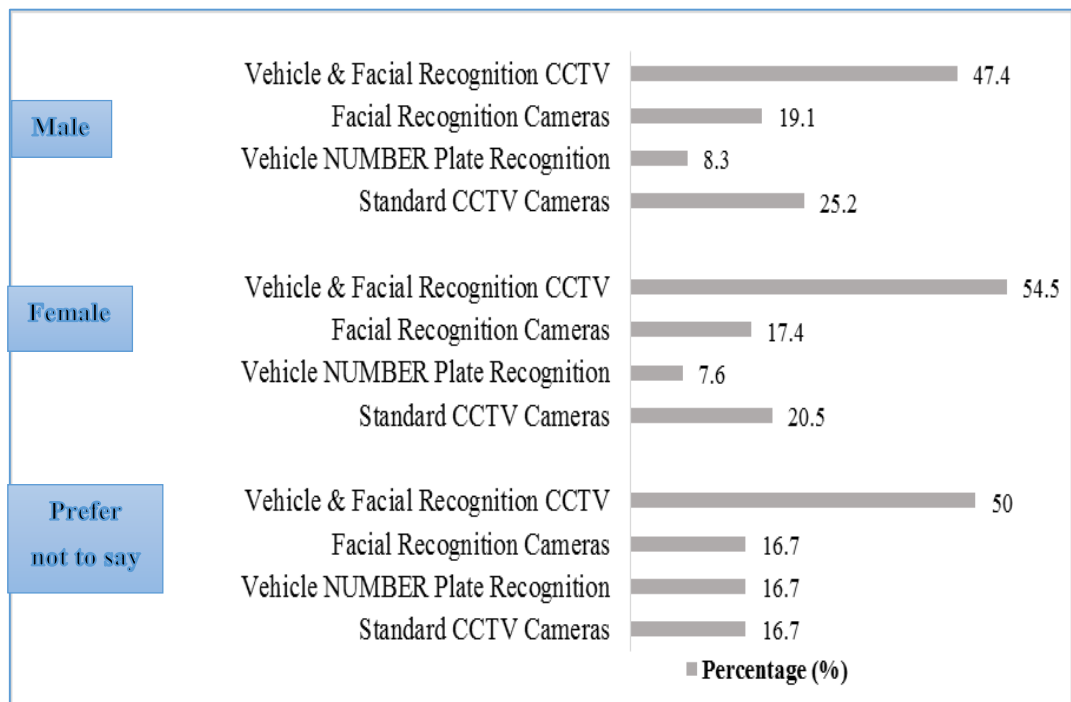 Male
Vehicle & Facial Recognition CCTV 47.4
Facial Recognition Cameras 19.1
Vehicle NUMBER Plate Recognition 8.3
Standard CCTV Cameras 25.2
Female
Vehicle & Facial Recognition CCTV 54.5
Facial Recognition Cameras 17.4
Vehicle NUMBER Plate Recognition 7.6
Standard CCTV Cameras 20.5
Prefer
not to say
Vehicle & Facial Recognition CCTV 50
Facial Recognition Cameras 16.7
Vehicle NUMBER Plate Recognition 16.7
Standard CCTV Cameras 16.7
Percentage (%)